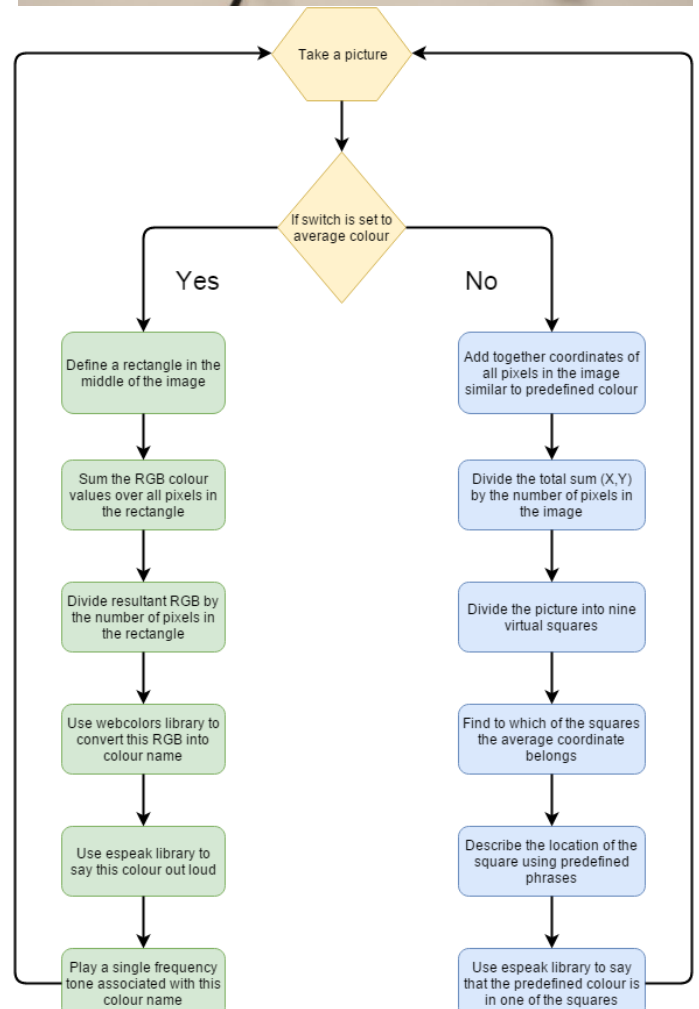 Take a picture
If switch is set to
average colour
Yes
No
Define a rectangle in the
middle of the image
Sum the RGB colour
values over all pixels in
the rectangle
Divide resultant RGB by
the number of pixels in
the rectangle
Use webcolors library to
convert this RGB into
colour name
Use espeak library to
say this colour out loud
Play a single frequency
tone associated with this
colour name
Add together coordinates of
all pixels in the image
similar to predefined colour
Divide the total sum (X,Y)
by the number of pixels in
the image
Divide the picture into nine
virtual squares
Find to which of the squares
the average coordinate
belongs
Describe the location of the
square using predefined
phrases
Use espeak library to say
that the predefined colour is
in one of the squares